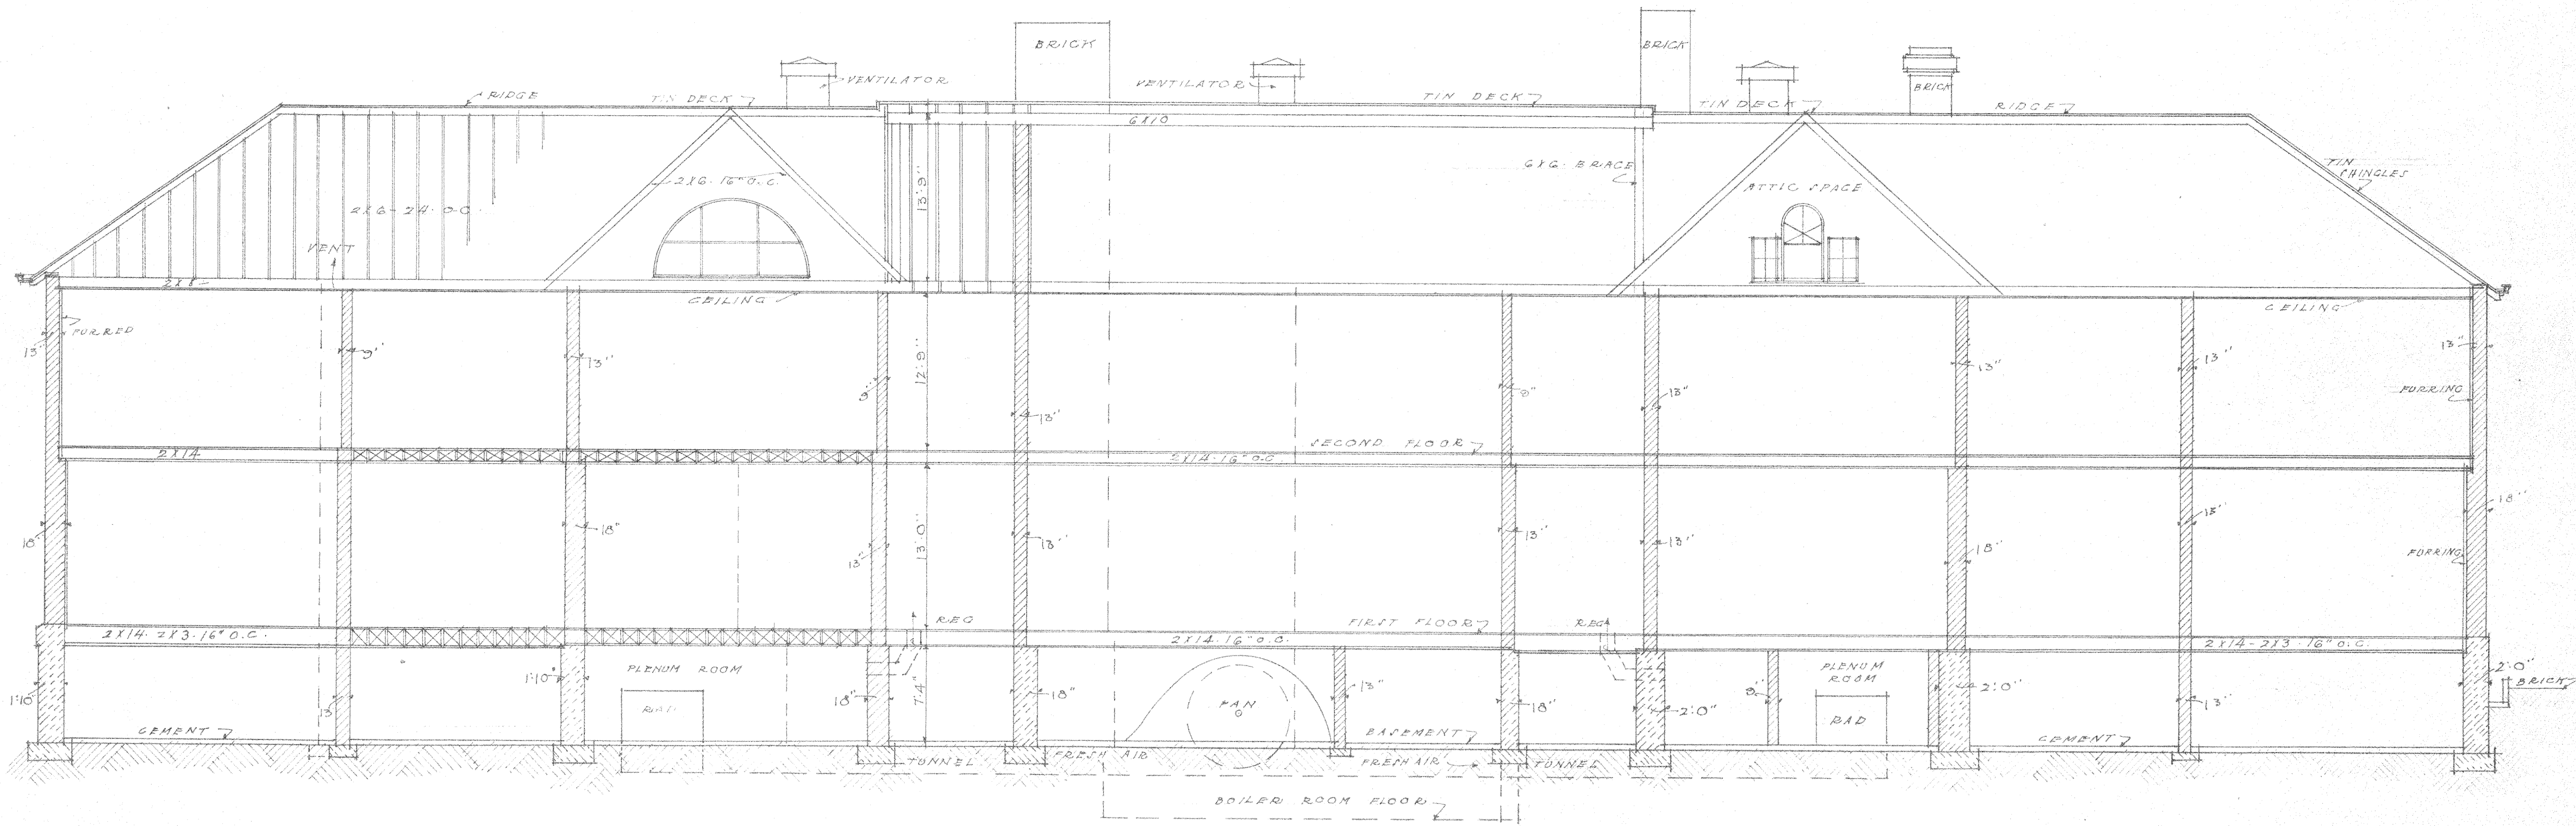 BRICK
BRICK
VENTILATOR
VENTILATOR
BRICK
RIDGE
TIN DECK
TIN DECK
TIN DECK
RIDGE
6X10
2X6-16" O.C.
13'-9"
6X6-BRACE
ATTIC SPACE
TIN
SHINGLES
2X6-24-O.C.
VENT
CEILING
CEILING
FURRED
13"
9"
13"
9"
12'-9"
13"
13"
13"
13"
13"
FURRING
2X14
SECOND FLOOR
2X14-16" O.C.
18"
18"
13"
13'-0"
13"
13"
13"
18"
13"
18"
FURRING
REG
FIRST FLOOR
REG
2X14-2X3-16" O.C.
2X14-16" O.C.
2X14-2X3-16" O.C.
1'-10"
13
1'-10"
PLENUM ROOM
RAD
18"
7'-4"
18"
FAN
13"
18"
2'-0"
9"
PLENUM
ROOM
RAD
2'-0"
13"
2'-0"
BRICK
CEMENT
BASEMENT
CEMENT
TUNNEL
FRESH AIR
FRESH AIR
TUNNEL
BOILER ROOM FLOOR